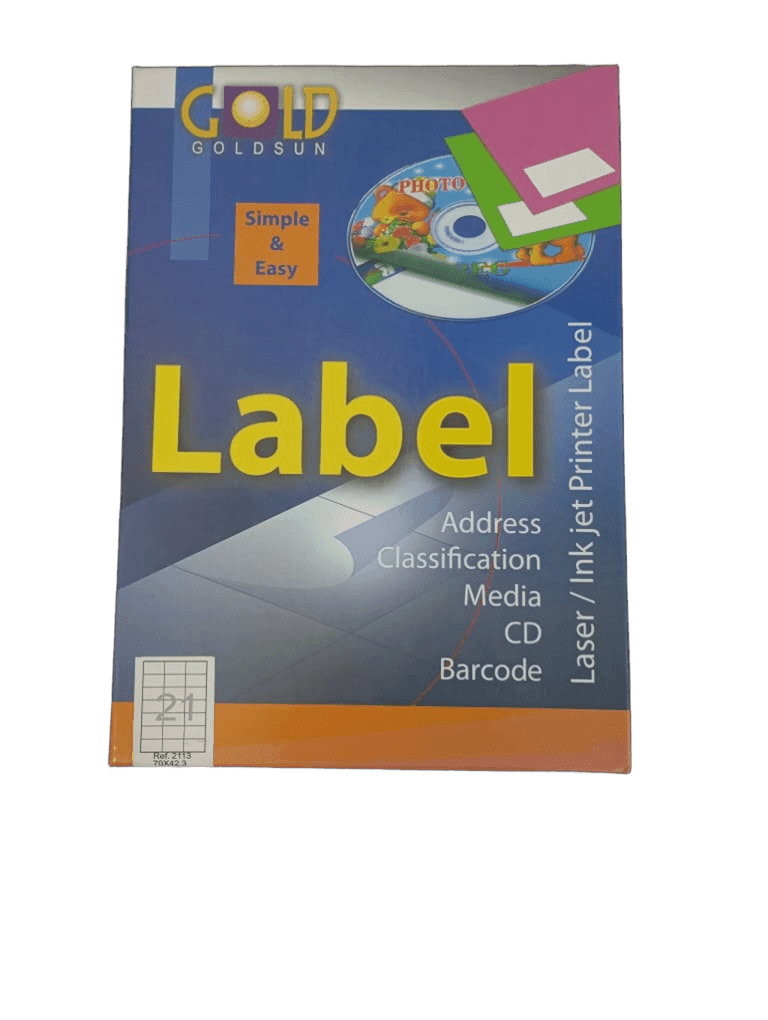 GOLD
GOLDSUN
Simple
&
Easy
PHOTO
Label
Address
Classification
Media
CD
Barcode
Laser / Ink jet Printer Label
21
Ref. 2113
70X42.3